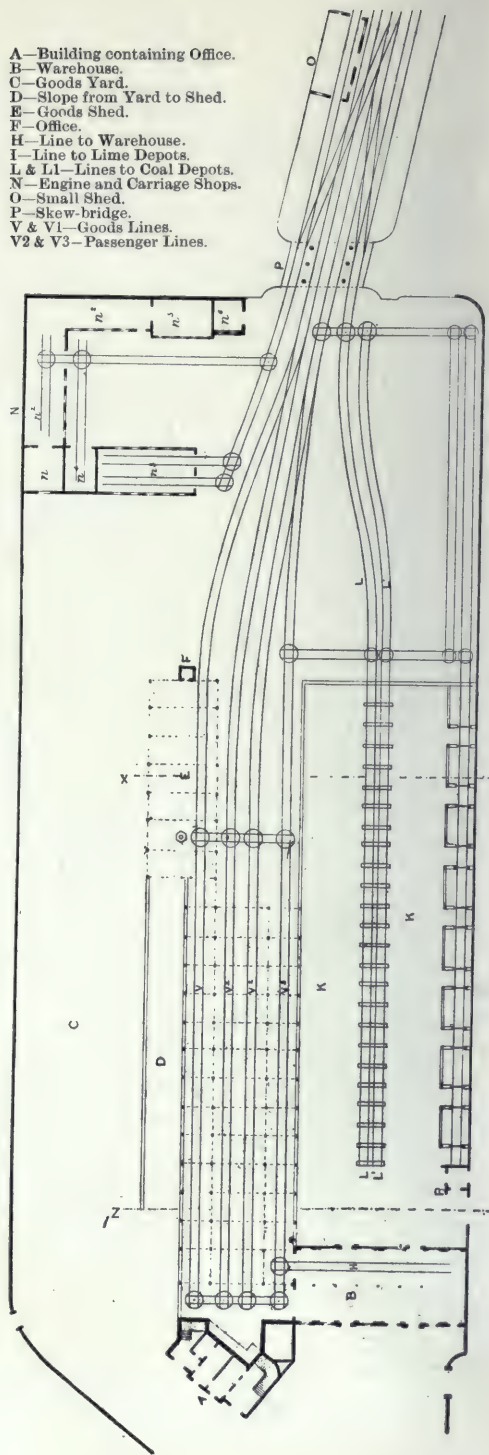 A—Building containing Office.
B—Warehouse.
C—Goods Yard.
D—Slope from Yard to Shed.
E—Goods Shed.
F—Office.
H—Line to Warehouse.
I—Line to Lime Depots.
L & L1—Lines to Coal Depots.
N—Engine and Carriage Shops.
O—Small Shed.
P—Skew-bridge.
V & V1—Goods Lines.
V2 & V3—Passenger Lines.
O
P
N
n²
n
F
L
L'
X
E
C
V
K
K
D
Z
L
L'
H
B
A